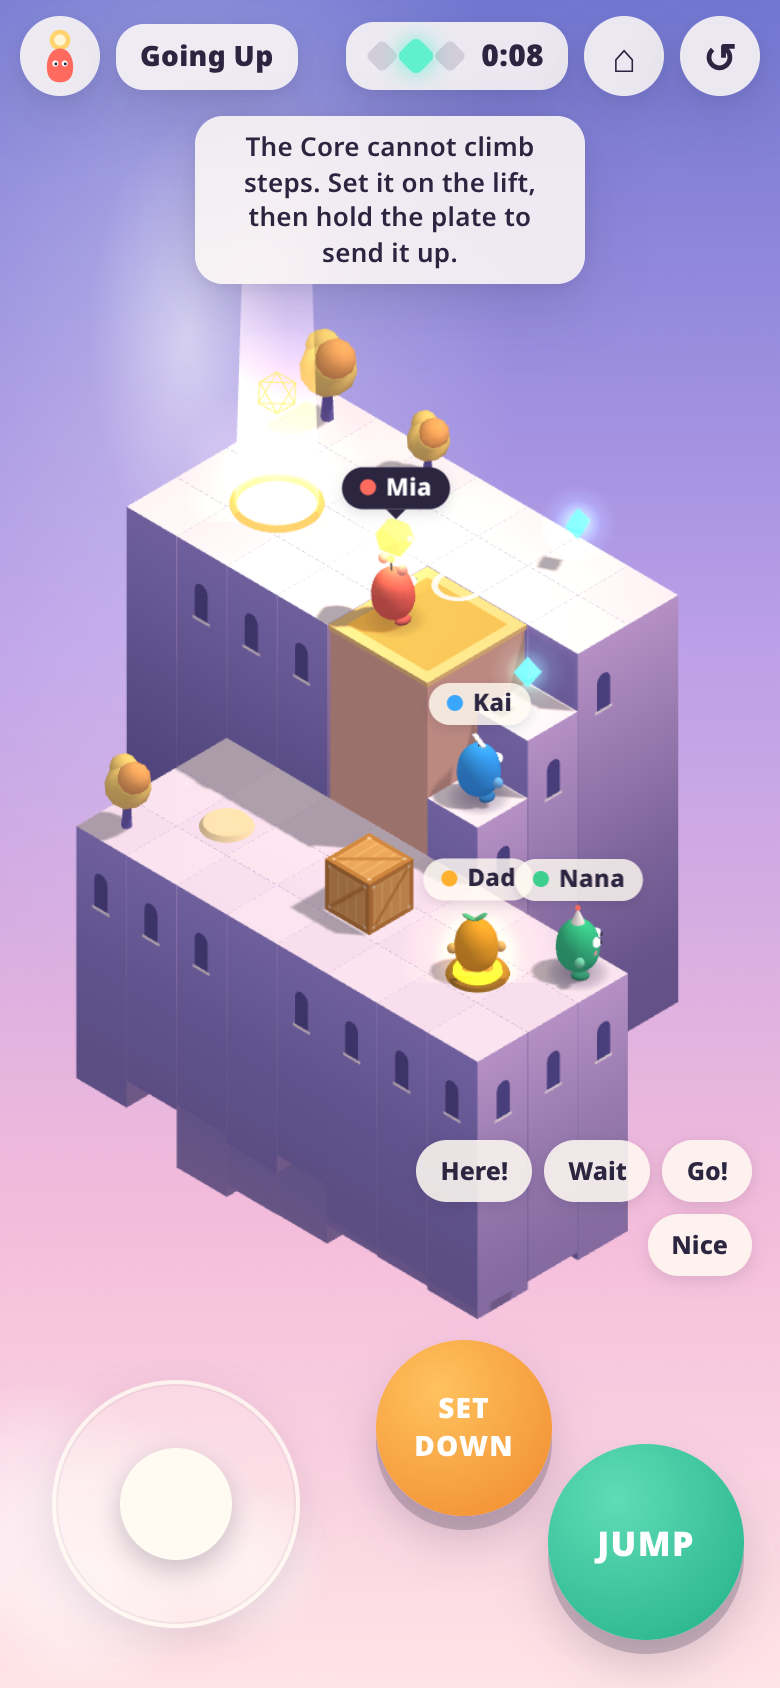 Going Up
0:08
The Core cannot climb
steps. Set it on the lift,
then hold the plate to
send it up.
Mia
Kai
Dad
Nana
Here!
Wait
Go!
Nice
SET
DOWN
JUMP